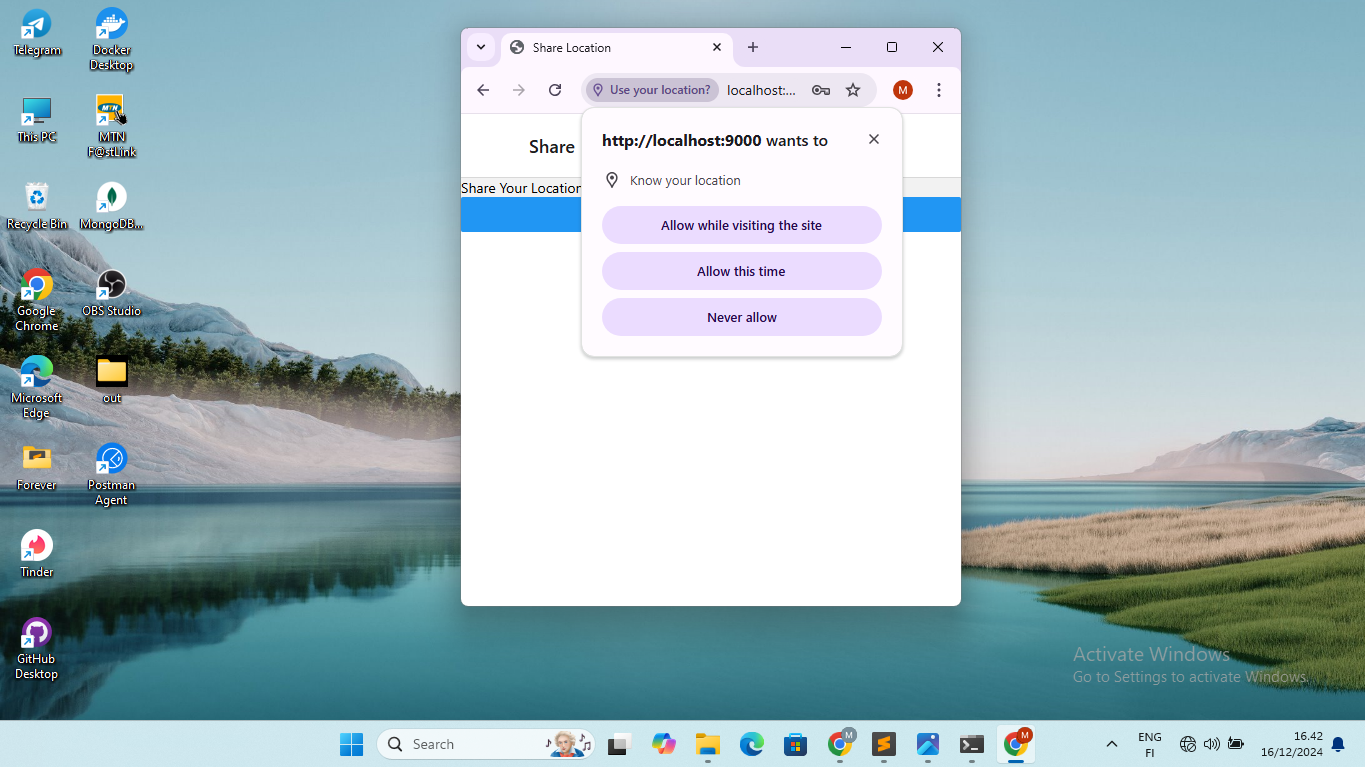 Telegram
Docker
Desktop
This PC
MTN
MTN
F@stLink
Recycle Bin
MongoDB...
Google
Chrome
OBS Studio
Microsoft
Edge
out
Forever
Postman
Agent
Tinder
GitHub
Desktop
Share Location
Use your location?
localhost:...
M
Share
Share Your Location
http://localhost:9000 wants to
Know your location
Allow while visiting the site
Allow this time
Never allow
Activate Windows
Go to Settings to activate Windows.
Search
M
M
ENG
FI
16.42
16/12/2024